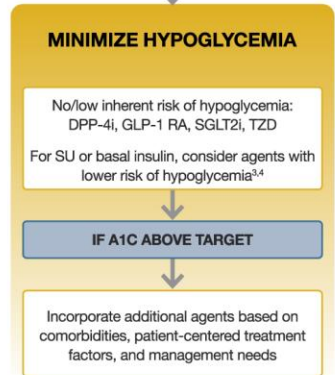 MINIMIZE HYPOGLYCEMIA
No/low inherent risk of hypoglycemia:
DPP-4i, GLP-1 RA, SGLT2i, TZD
For SU or basal insulin, consider agents with
lower risk of hypoglycemia³,⁴
IF A1C ABOVE TARGET
Incorporate additional agents based on
comorbidities, patient-centered treatment
factors, and management needs